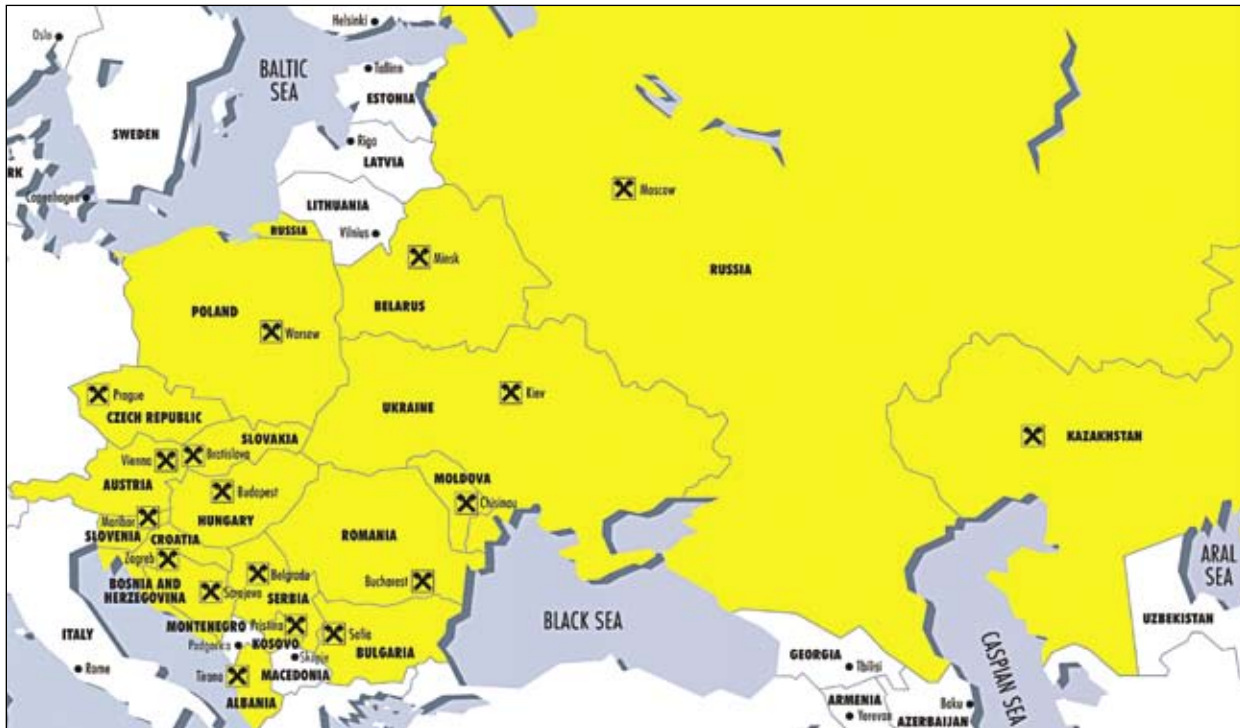 Helsinki
Oslo
BALTIC
SEA
Tallinn
ESTONIA
SWEDEN
Riga
LATVIA
RK
Copenhagen
LITHUANIA
Moscow
RUSSIA
Vilnius
Minsk
RUSSIA
BELARUS
POLAND
Warsaw
Prague
CZECH REPUBLIC
UKRAINE
Kiev
SLOVAKIA
KAZAKHSTAN
Vienna
Bratislava
AUSTRIA
Budapest
MOLDOVA
Chisinau
Maribor
HUNGARY
SLOVENIA
CROATIA
ROMANIA
Zagreb
ARAL
SEA
BOSNIA AND
HERZEGOVINA
Belgrade
Sarajevo
SERBIA
Bucharest
BLACK SEA
UZBEKISTAN
MONTENEGRO
Pristina
Sofia
ITALY
Podgorica
KOSOVO
BULGARIA
CASPIAN SEA
Rome
Skopje
MACEDONIA
GEORGIA
Tbilisi
Tirana
ALBANIA
ARMENIA
Baku
Yerevan
AZERBAIJAN